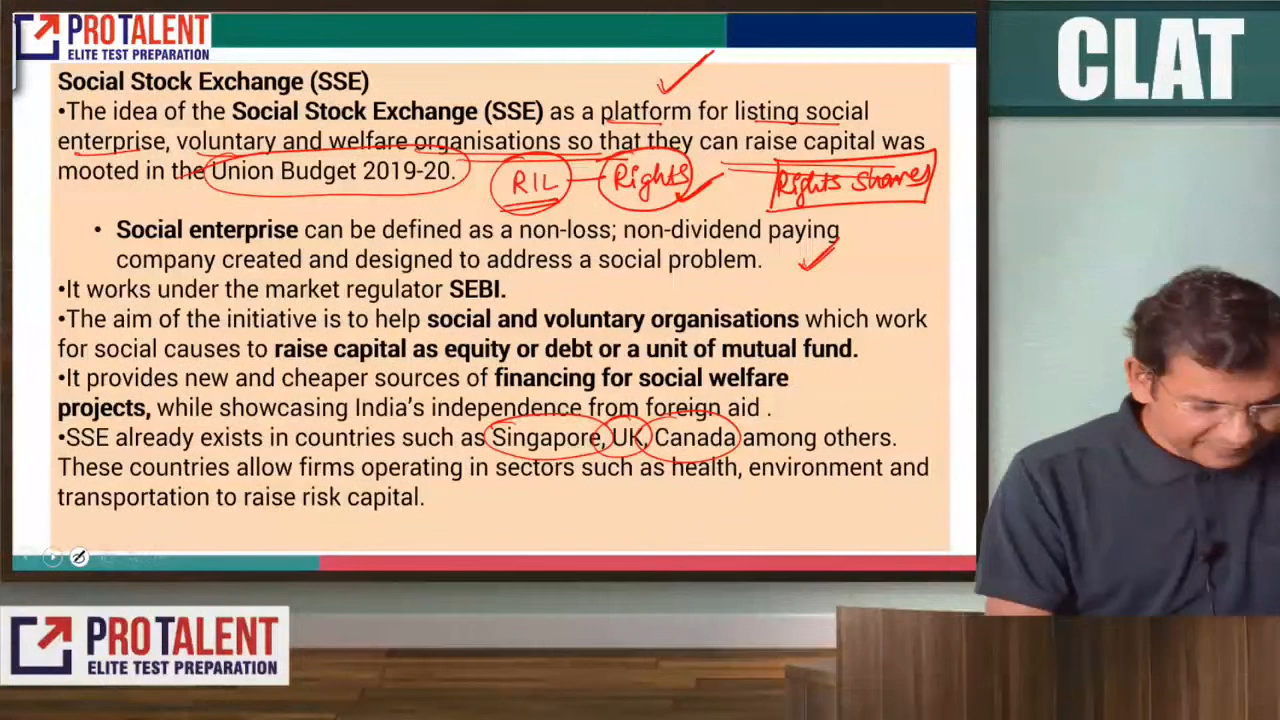 PROTALENT
ELITE TEST PREPARATION
CLAT
Social Stock Exchange (SSE)
•The idea of the Social Stock Exchange (SSE) as a platform for listing social
enterprise, voluntary and welfare organisations so that they can raise capital was
mooted in the Union Budget 2019-20.
RIL Rights Rights Shares
• Social enterprise can be defined as a non-loss; non-dividend paying
company created and designed to address a social problem.
•It works under the market regulator SEBI.
•The aim of the initiative is to help social and voluntary organisations which work
for social causes to raise capital as equity or debt or a unit of mutual fund.
•It provides new and cheaper sources of financing for social welfare
projects, while showcasing India's independence from foreign aid .
•SSE already exists in countries such as Singapore, UK, Canada among others.
These countries allow firms operating in sectors such as health, environment and
transportation to raise risk capital.
PROTALENT
ELITE TEST PREPARATION